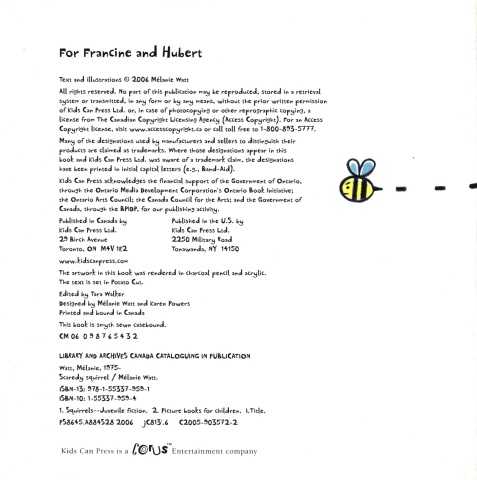 For Francine and Hubert
Text and illustrations © 2006 Mélanie Watt
All rights reserved. No part of this publication may be reproduced, stored in a retrieval
system or transmitted, in any form or by any means, without the prior written permission
of Kids Can Press Ltd. or, in case of photocopying or other reprographic copying, a
license from The Canadian Copyright Licensing Agency (Access Copyright). For an Access
Copyright license, visit www.accesscopyright.ca or call toll free to 1-800-893-5777.
Many of the designations used by manufacturers and sellers to distinguish their
products are claimed as trademarks. Where those designations appear in this
book and Kids Can Press Ltd. was aware of a trademark claim, the designations
have been printed in initial capital letters (e.g., Band-Aid).
Kids Can Press acknowledges the financial support of the Government of Ontario,
through the Ontario Media Development Corporation's Ontario Book Initiative;
the Ontario Arts Council; the Canada Council for the Arts; and the Government of
Canada, through the BPIDP, for our publishing activity.
Published in Canada by
Kids Can Press Ltd.
29 Birch Avenue
Toronto, ON M4V 1E2
Published in the U.S. by
Kids Can Press Ltd.
2250 Military Road
Tonawanda, NY 14150
www.kidscanpress.com
The artwork in this book was rendered in charcoal pencil and acrylic.
The text is set in Potato Cut.
Edited by Tara Walker
Designed by Mélanie Watt and Karen Powers
Printed and bound in Canada
This book is smyth sewn casebound.
CM 06 0 9 8 7 6 5 4 3 2
LIBRARY AND ARCHIVES CANADA CATALOGUING IN PUBLICATION
Watt, Mélanie, 1975-
Scaredy squirrel / Mélanie Watt.
ISBN-13: 978-1-55337-959-1
ISBN-10: 1-55337-959-4
1. Squirrels--Juvenile fiction. 2. Picture books for children. I. Title.
PS8645.A884S28 2006 jC813'.6 C2005-903572-2
Kids Can Press is a Corus™ Entertainment company